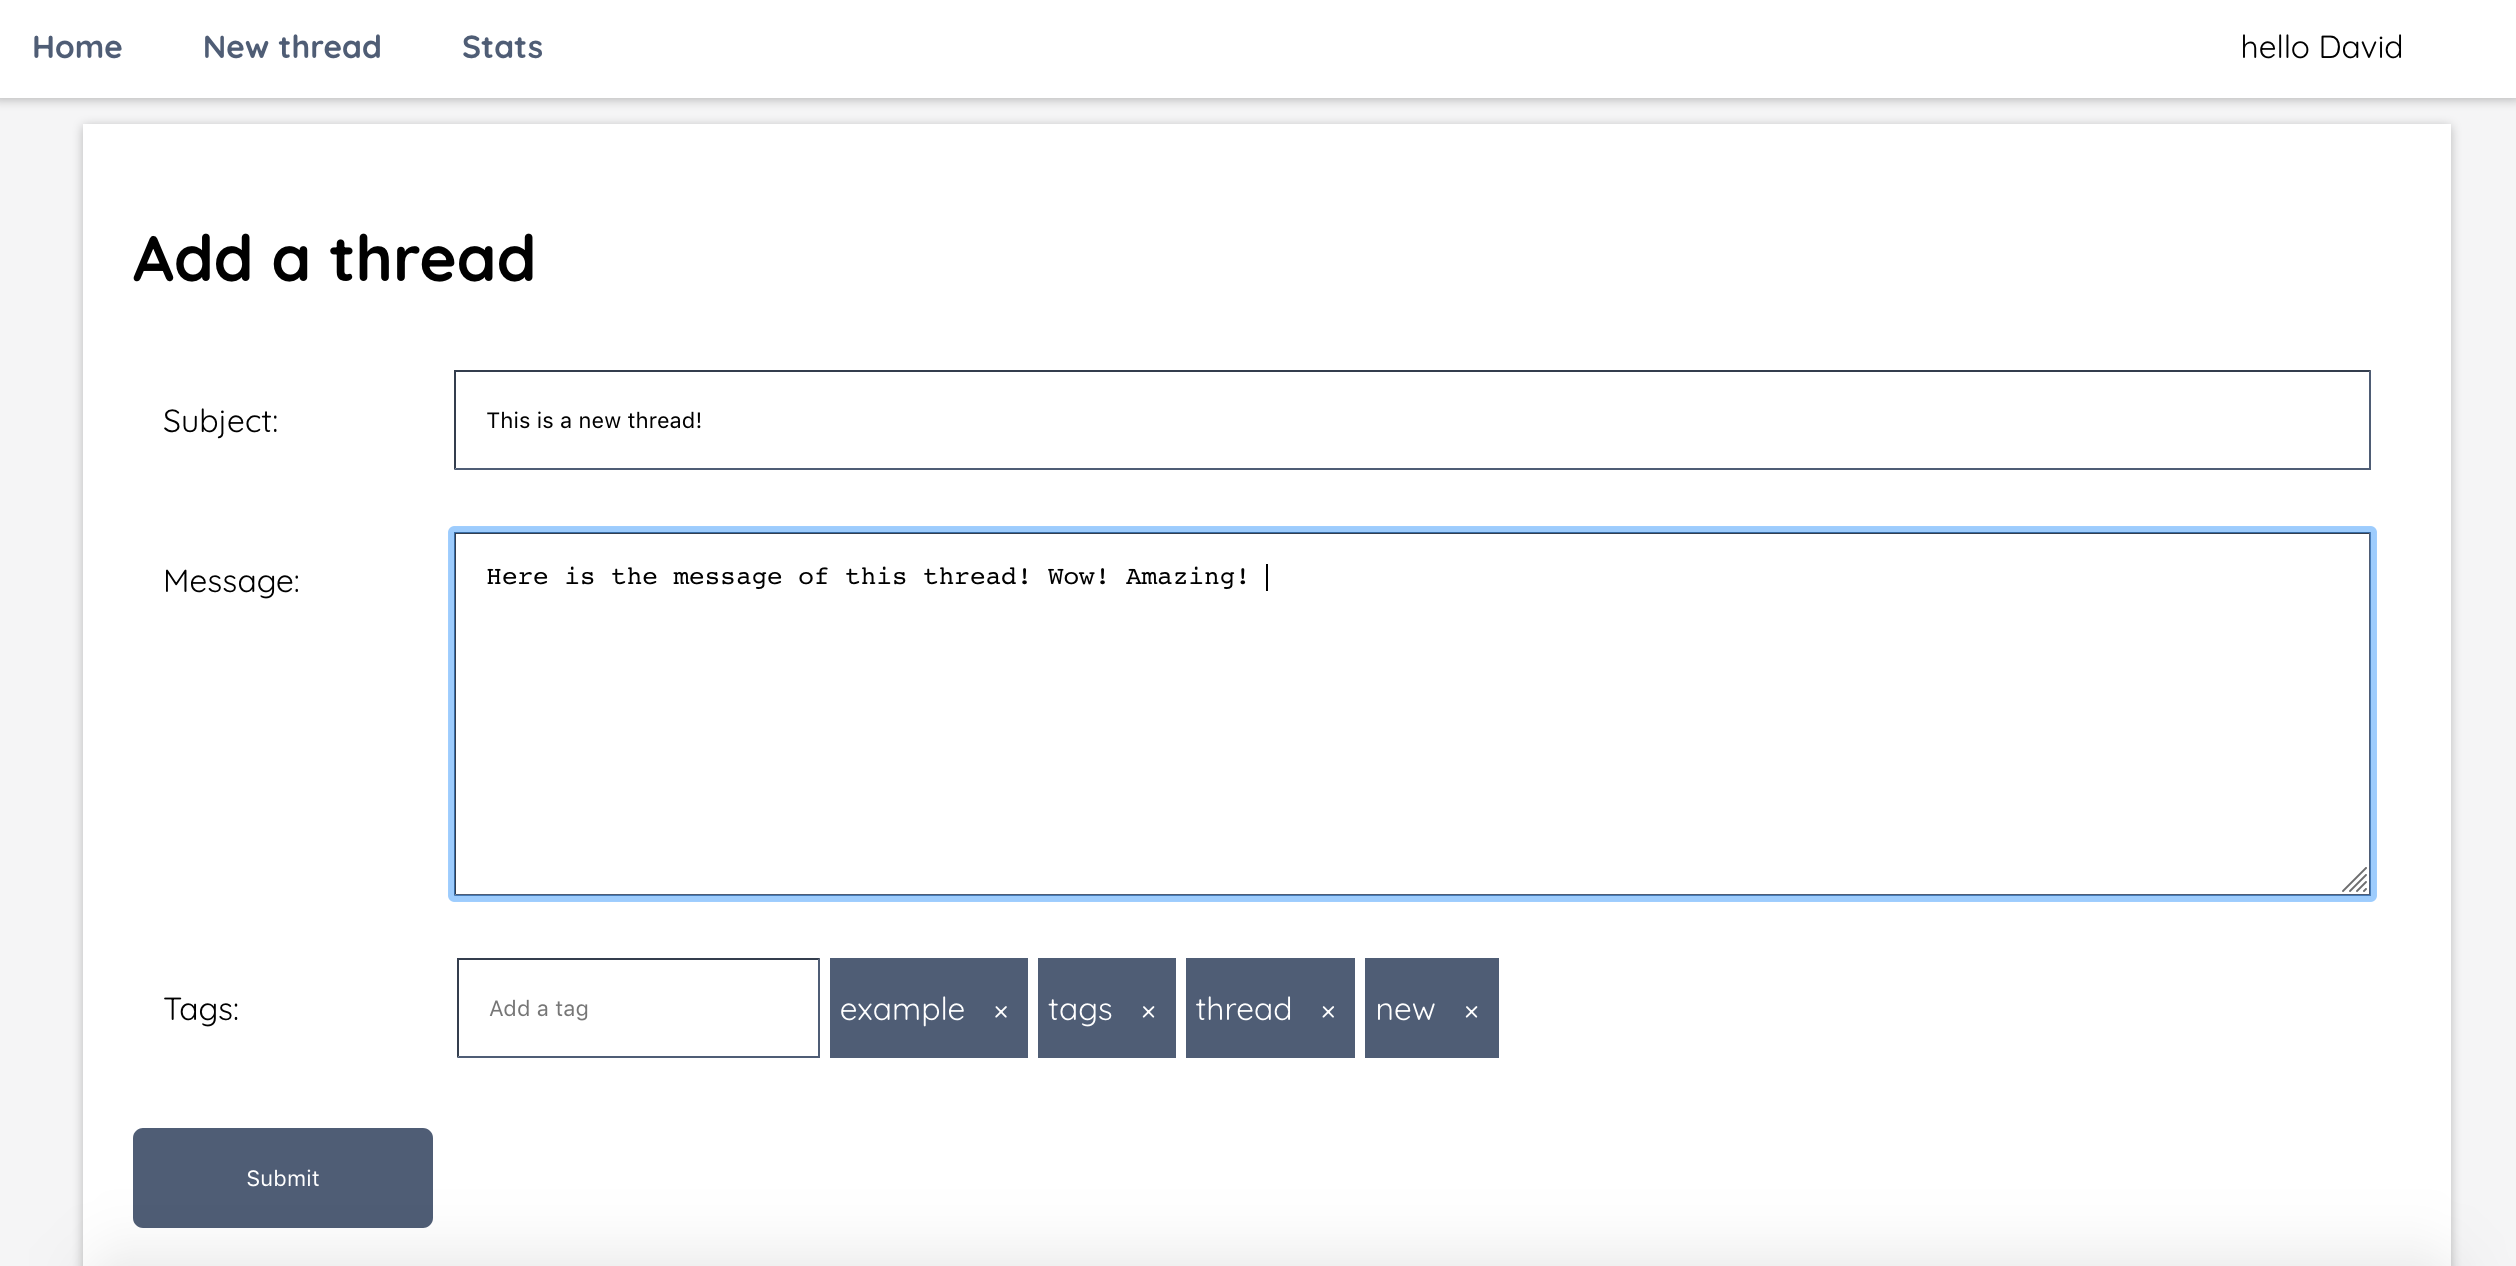 Home New thread Stats hello David
Add a thread
Subject: This is a new thread!
Message: Here is the message of this thread! Wow! Amazing!
Tags: Add a tag example × tags × thread × new ×
Submit